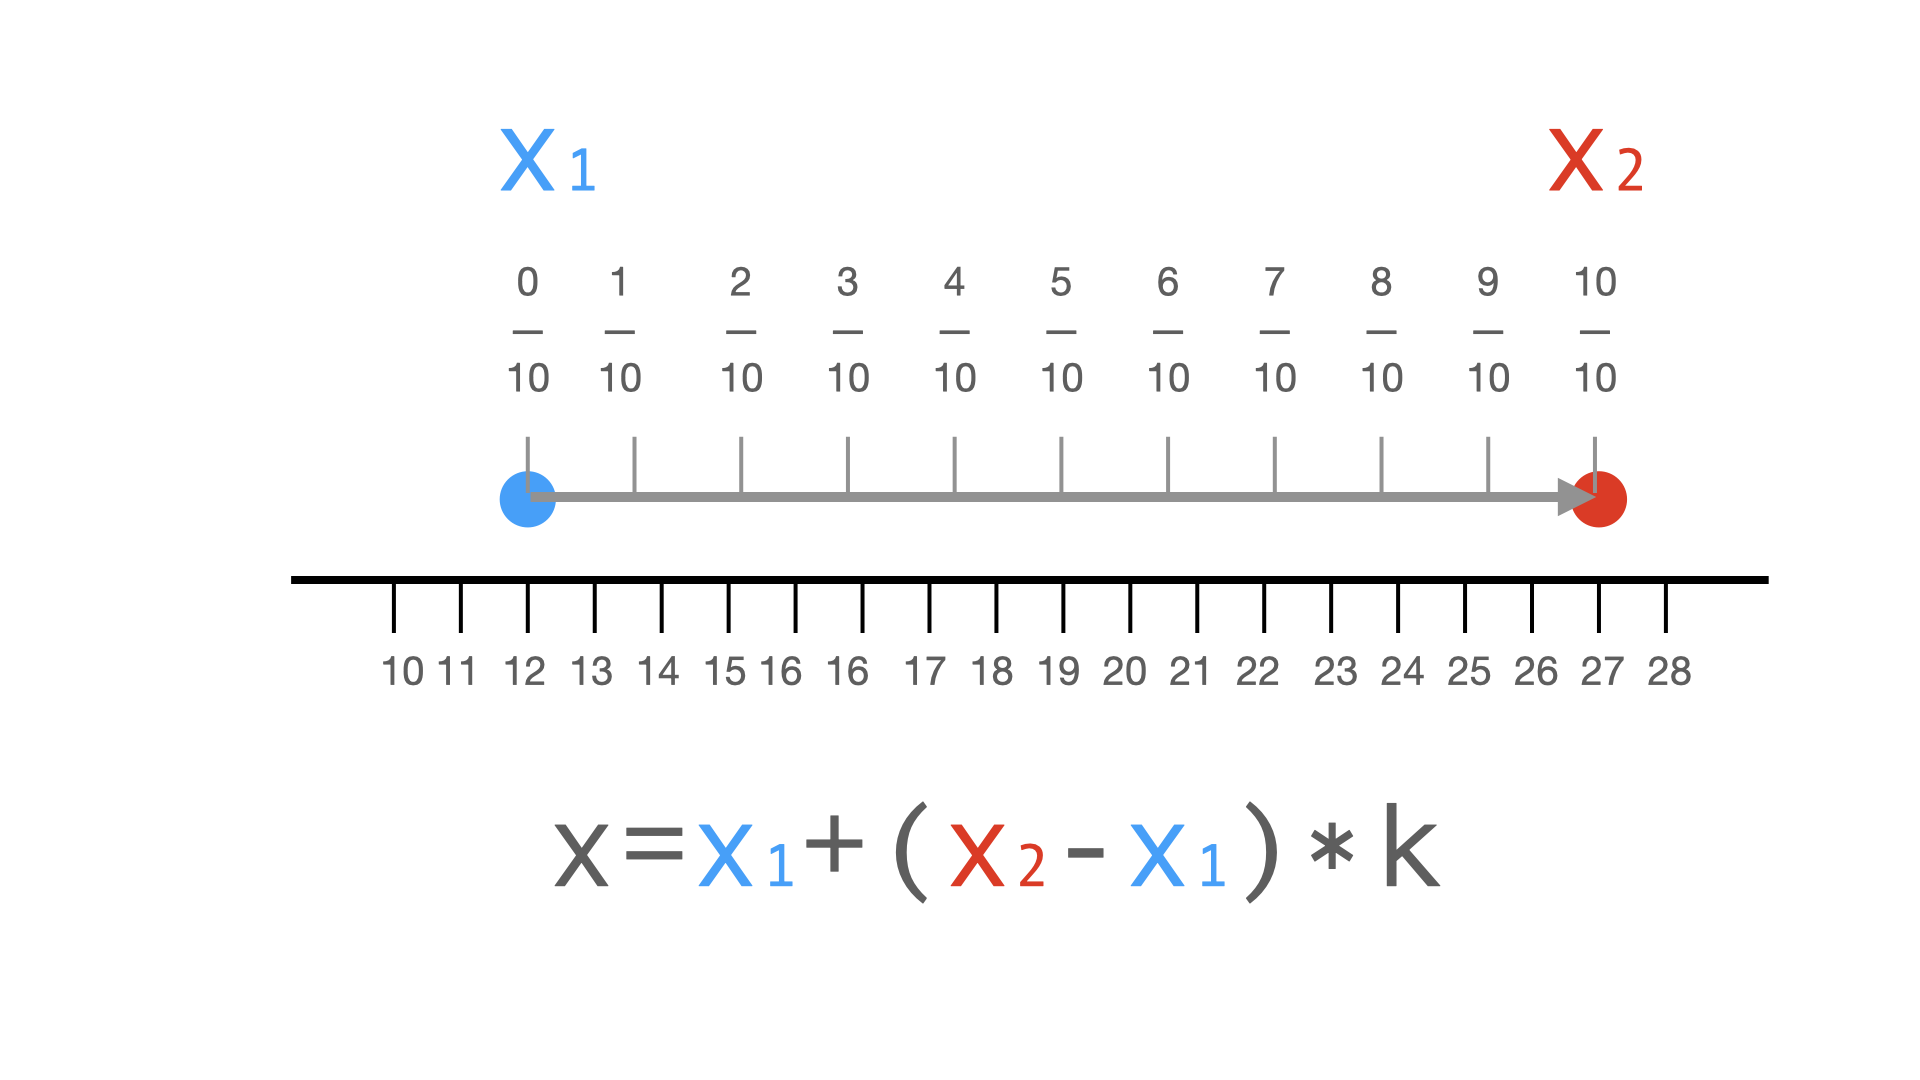 x1 x2
0 1 2 3 4 5 6 7 8 9 10
— — — — — — — — — — —
10 10 10 10 10 10 10 10 10 10 10
10 11 12 13 14 15 16 16 17 18 19 20 21 22 23 24 25 26 27 28
x=x1+(x2-x1)*k